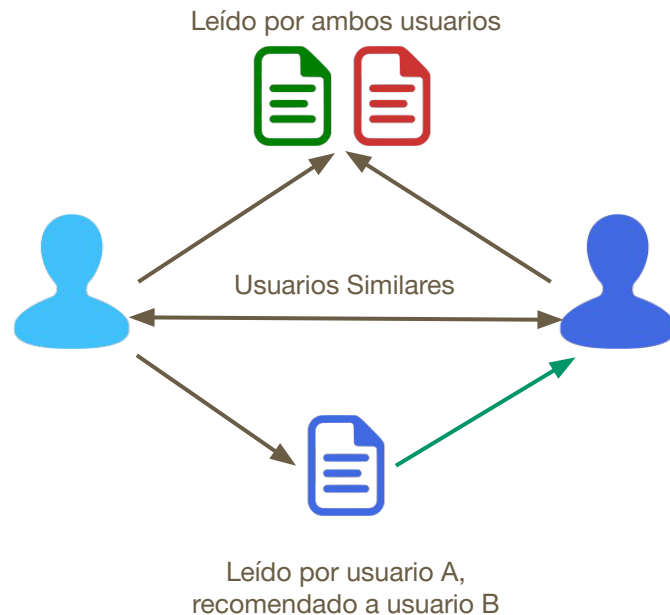 Leído por ambos usuarios
Usuarios Similares
Leído por usuario A,
recomendado a usuario B